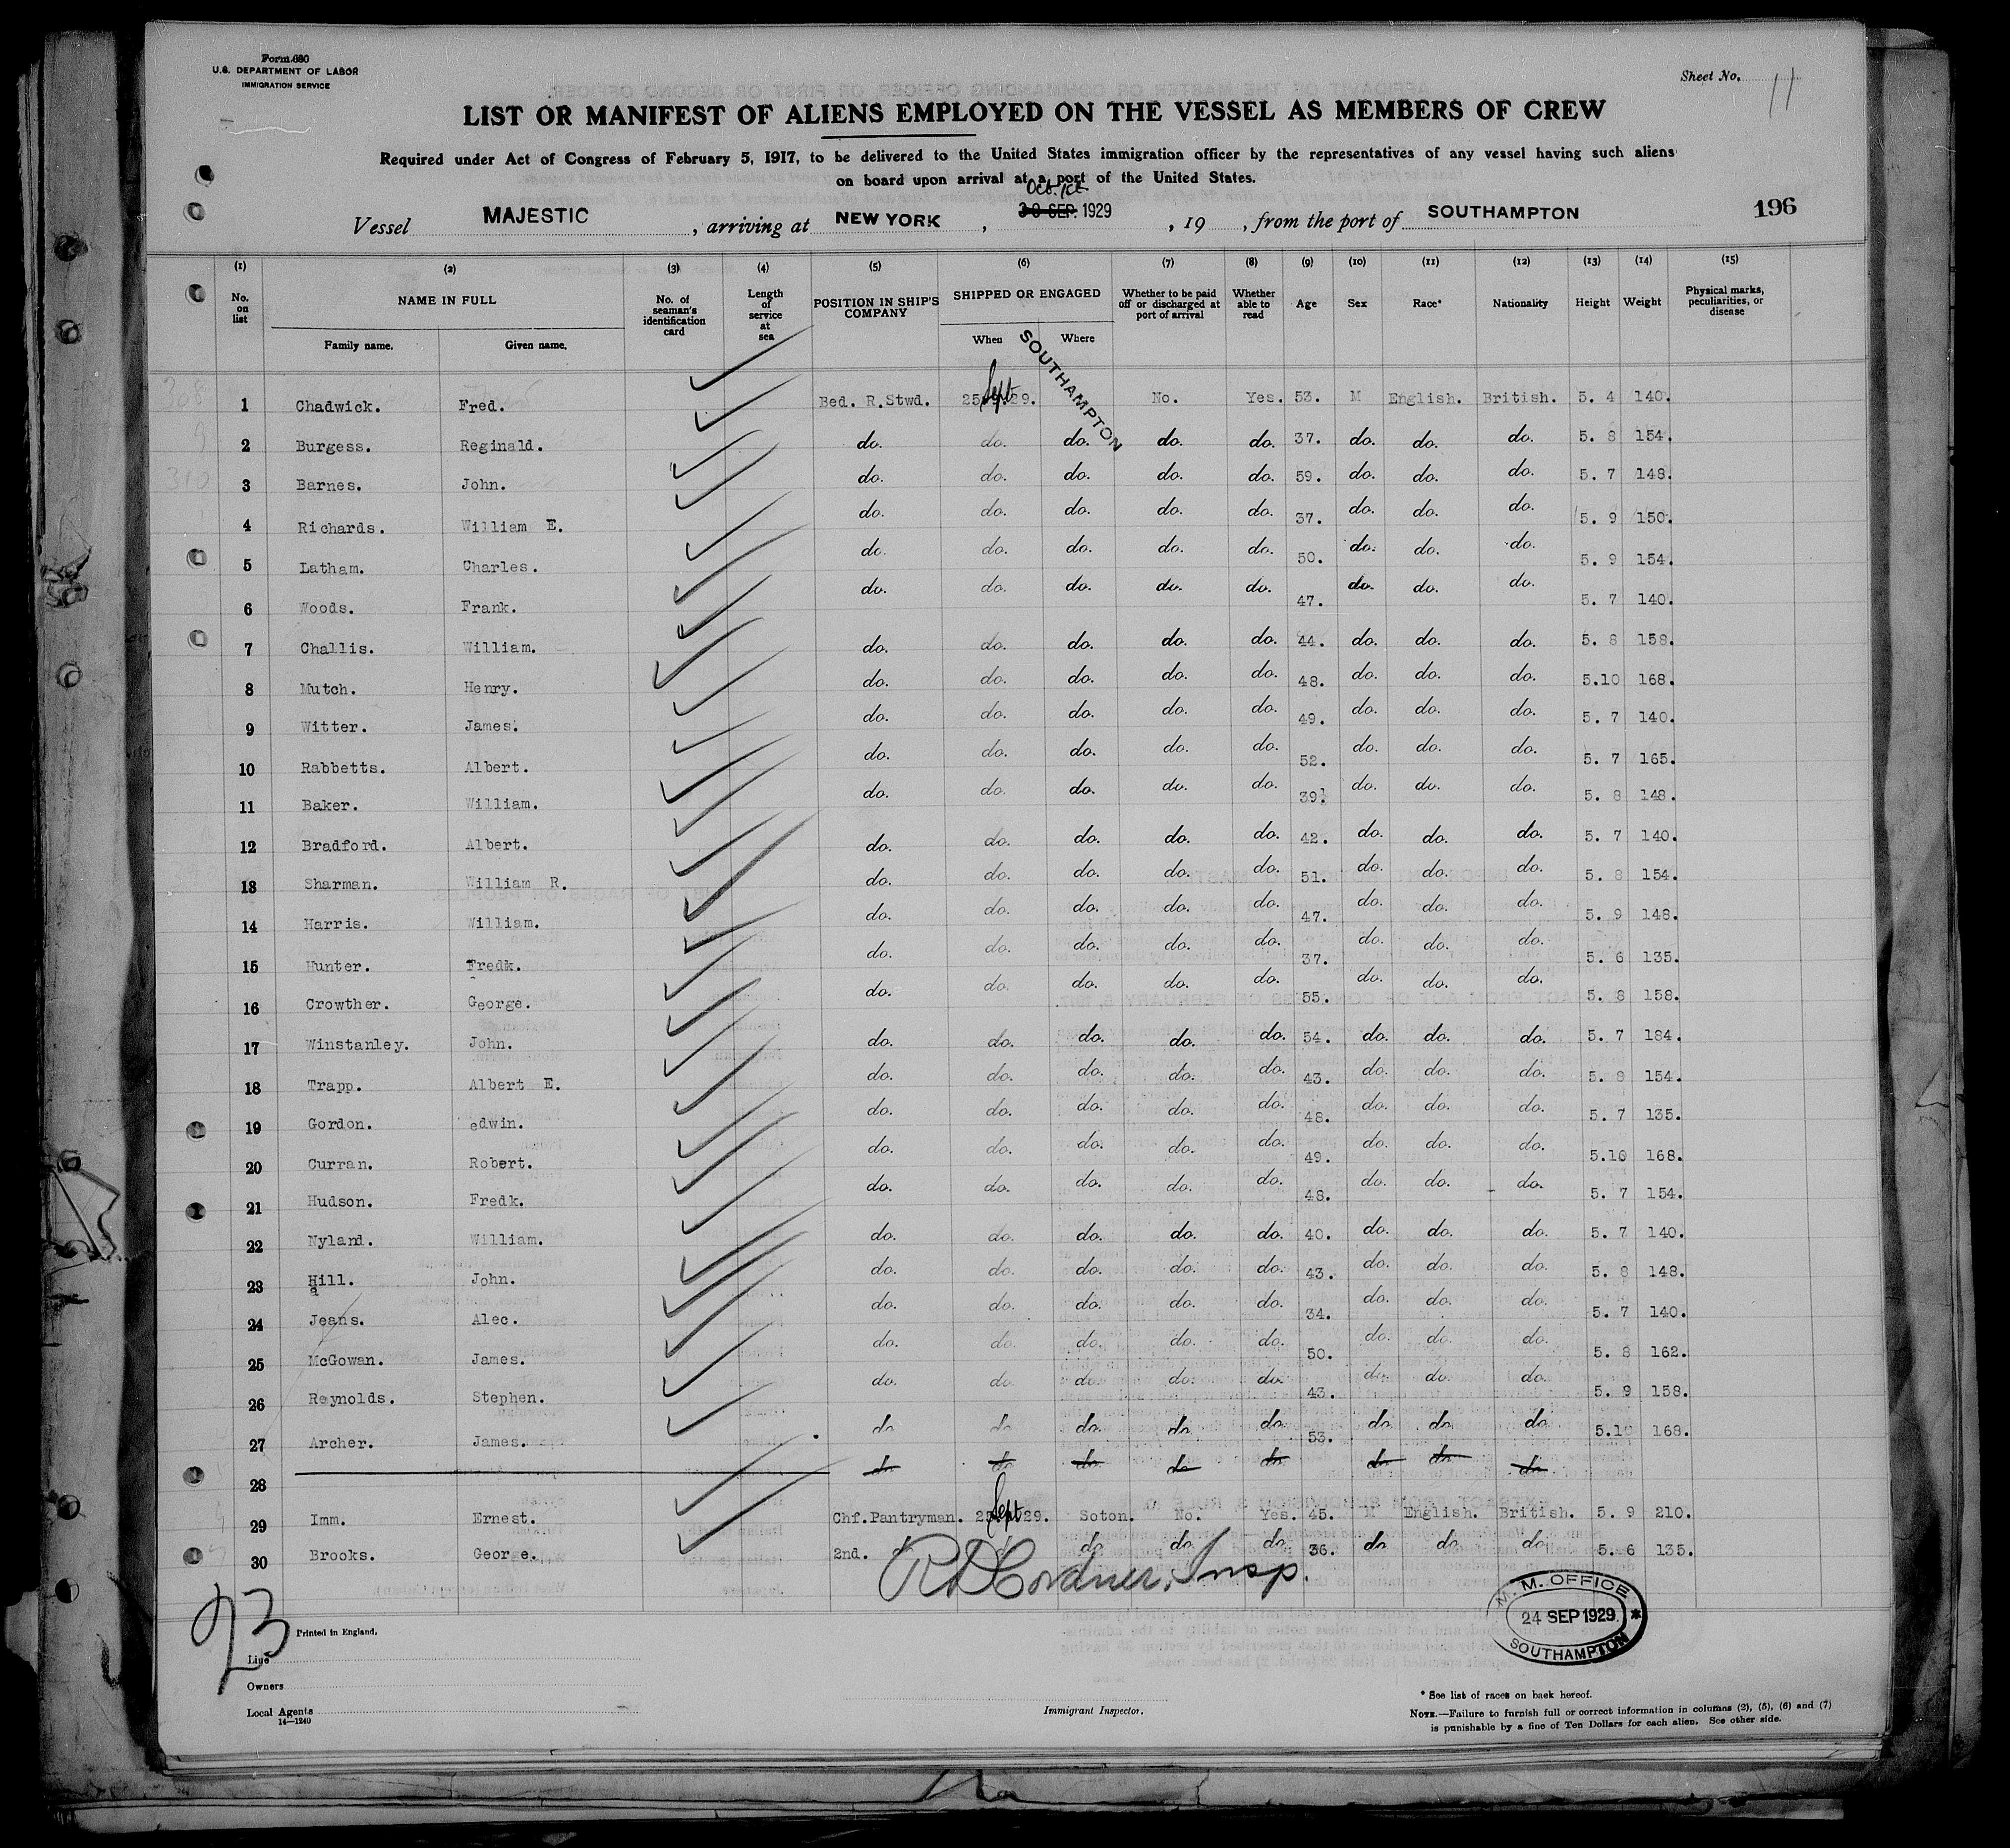 Form 680
U.S. DEPARTMENT OF LABOR
IMMIGRATION SERVICE
Sheet No. 11
LIST OR MANIFEST OF ALIENS EMPLOYED ON THE VESSEL AS MEMBERS OF CREW
Required under Act of Congress of February 5, 1917, to be delivered to the United States immigration officer by the representatives of any vessel having such aliens
on board upon arrival at a port of the United States.
Oct. 1st
Vessel MAJESTIC, arriving at NEW YORK, 30 SEP. 1929, 19 , from the port of SOUTHAMPTON 196
(1) (2) (3) (4) (5) (6) (7) (8) (9) (10) (11) (12) (13) (14) (15)
No. on list NAME IN FULL No. of seaman's identification card Length of service at sea POSITION IN SHIP'S COMPANY SHIPPED OR ENGAGED Whether to be paid off or discharged at port of arrival Whether able to read Age Sex Race* Nationality Height Weight Physical marks, peculiarities, or disease
Family name. Given name. When Where
SOUTHAMPTON
1 Chadwick. Fred. Bed. R.Stwd. 25 Sept 29. No. Yes. 53. M English. British. 5. 4 140.
2 Burgess. Reginald. do. do. do. do. do. 37. do. do. do. 5. 8 154.
3 Barnes. John. do. do. do. do. do. 59. do. do. do. 5. 7 148.
4 Richards. William E. do. do. do. do. do. 37. do. do. do. 5. 9 150.
5 Latham. Charles. do. do. do. do. do. 50. do. do. do. 5. 9 154.
6 Woods. Frank. do. do. do. do. do. 47. do. do. do. 5. 7 140.
7 Challis. William. do. do. do. do. do. 44. do. do. do. 5. 8 158.
8 Mutch. Henry. do. do. do. do. do. 48. do. do. do. 5.10 168.
9 Witter. James. do. do. do. do. do. 49. do. do. do. 5. 7 140.
10 Rabbetts. Albert. do. do. do. do. do. 52. do. do. do. 5. 7 165.
11 Baker. William. do. do. do. do. do. 39. do. do. do. 5. 8 148.
12 Bradford. Albert. do. do. do. do. do. 42. do. do. do. 5. 7 140.
13 Sharman. William R. do. do. do. do. do. 51. do. do. do. 5. 8 154.
14 Harris. William. do. do. do. do. do. 47. do. do. do. 5. 9 148.
15 Hunter. Fredk. do. do. do. do. do. 37. do. do. do. 5. 6 135.
16 Crowther. George. do. do. do. do. do. 55. do. do. do. 5. 8 158.
17 Winstanley. John. do. do. do. do. do. 54. do. do. do. 5. 7 184.
18 Trapp. Albert E. do. do. do. do. do. 43. do. do. do. 5. 8 154.
19 Gordon. edwin. do. do. do. do. do. 48. do. do. do. 5. 7 135.
20 Curran. Robert. do. do. do. do. do. 49. do. do. do. 5.10 168.
21 Hudson. Fredk. do. do. do. do. do. 48. do. do. do. 5. 7 154.
22 Nyland. William. do. do. do. do. do. 40. do. do. do. 5. 7 140.
23 Hill. John. do. do. do. do. do. 43. do. do. do. 5. 8 148.
24 Jeans. Alec. do. do. do. do. do. 34. do. do. do. 5. 7 140.
25 McGowan. James. do. do. do. do. do. 50. do. do. do. 5. 8 162.
26 Reynolds. Stephen. do. do. do. do. do. 43. do. do. do. 5. 9 158.
27 Archer. James. do do do do do 53. do do do 5.10 168.
28 do do do do do do do do
29 Imm. Ernest. Chf.Pantryman. Sept 29. Soton. No. Yes. 45. M English. British. 5. 9 210.
30 Brooks. George. 2nd. do do do 36. do do do 5. 6 135.
R D Cordner, Insp.
M. M. OFFICE
24 SEP 1929
SOUTHAMPTON
23
Printed in England.
Line
Owners
Local Agents
14—1240
Immigrant Inspector.
* See list of races on back hereof.
NOTE.—Failure to furnish full or correct information in columns (2), (5), (6) and (7)
is punishable by a fine of Ten Dollars for each alien. See other side.